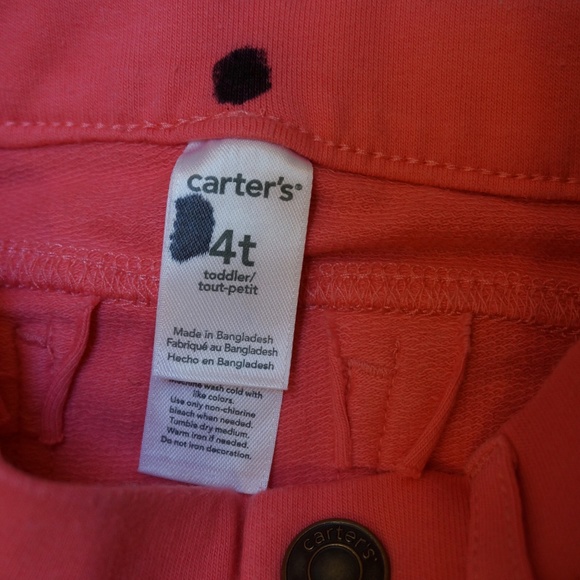 carter's®
4t
toddler/
tout-petit
Made in Bangladesh
Fabriqué au Bangladesh
Hecho en Bangladesh
wash cold with
like colors.
Use only non-chlorine
bleach when needed.
Tumble dry medium.
Warm iron if needed.
Do not iron decoration.
carter's